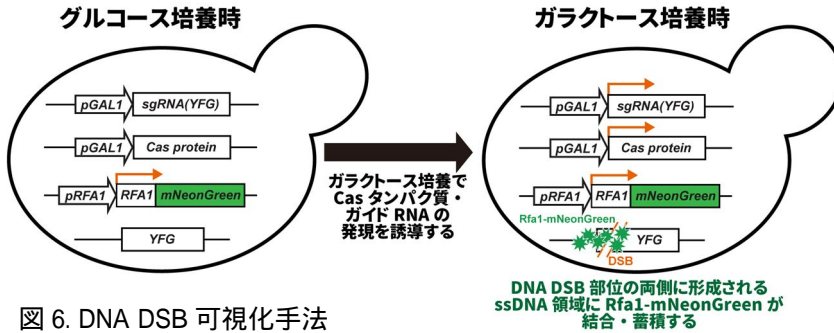 グルコース培養時
pGAL1 sgRNA(YFG)
pGAL1 Cas protein
pRFA1 RFA1 mNeonGreen
YFG
ガラクトース培養で
Cas タンパク質・
ガイド RNA の
発現を誘導する
ガラクトース培養時
pGAL1 sgRNA(YFG)
pGAL1 Cas protein
pRFA1 RFA1 mNeonGreen
Rfa1-mNeonGreen
YFG
DSB
DNA DSB 部位の両側に形成される
ssDNA 領域に Rfa1-mNeonGreen が
結合・蓄積する
図 6. DNA DSB 可視化手法